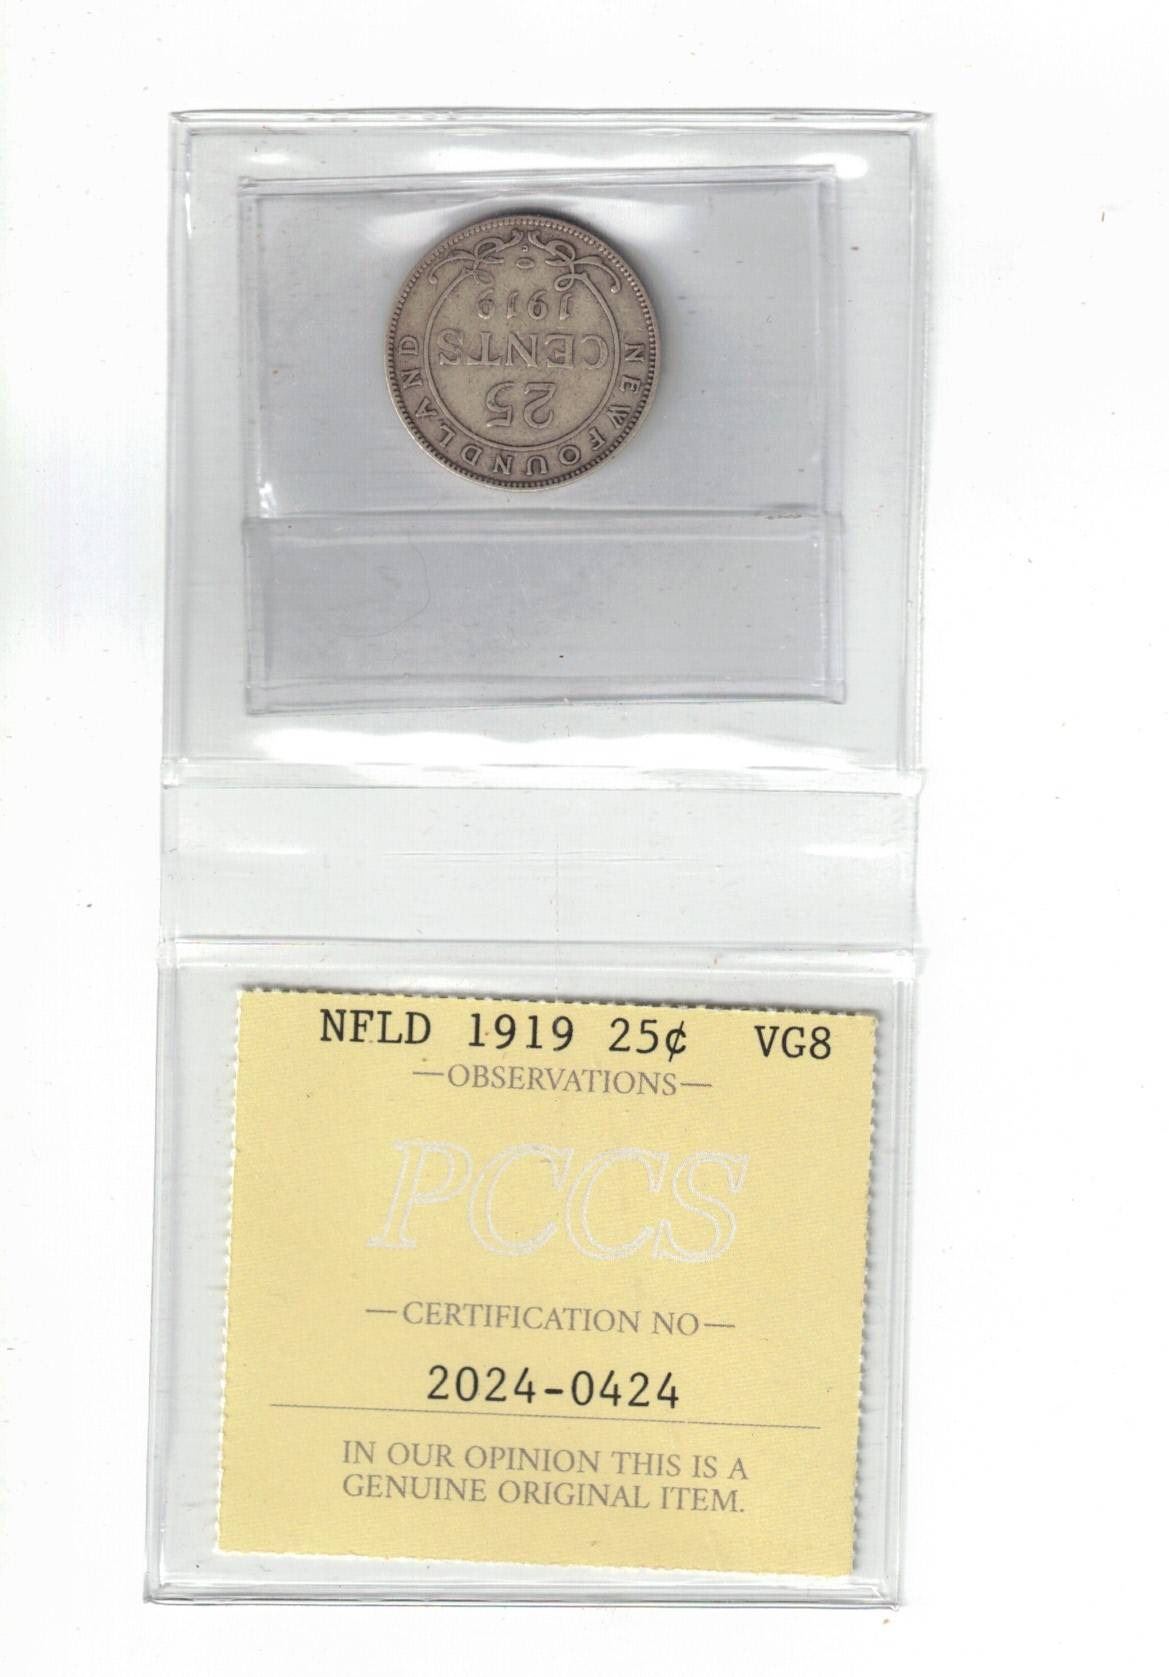 NEWFOUNDLAND
25
CENTS
1919
NFLD 1919 25¢ VG8
—OBSERVATIONS—
PCCS
—CERTIFICATION NO—
2024-0424
IN OUR OPINION THIS IS A
GENUINE ORIGINAL ITEM.